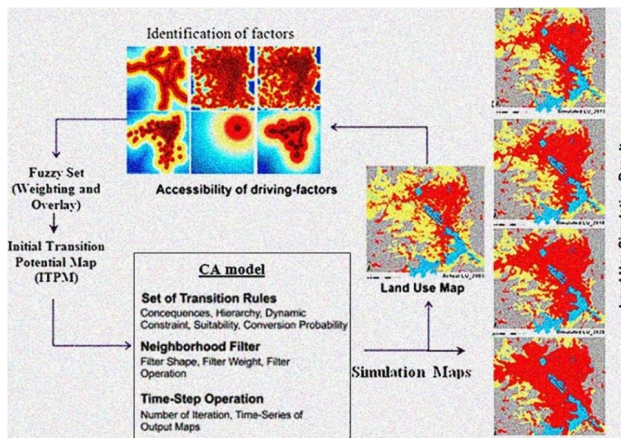 Identification of factors
Accessibility of driving-factors
Fuzzy Set
(Weighting and
Overlay)
Initial Transition
Potential Map
(ITPM)
CA model
Set of Transition Rules
Concequences, Hierarchy, Dynamic
Constraint, Suitability, Conversion Probability
Neighborhood Filter
Filter Shape, Filter Weight, Filter
Operation
Time-Step Operation
Number of Iteration, Time-Series of
Output Maps
Land Use Map
Simulation Maps